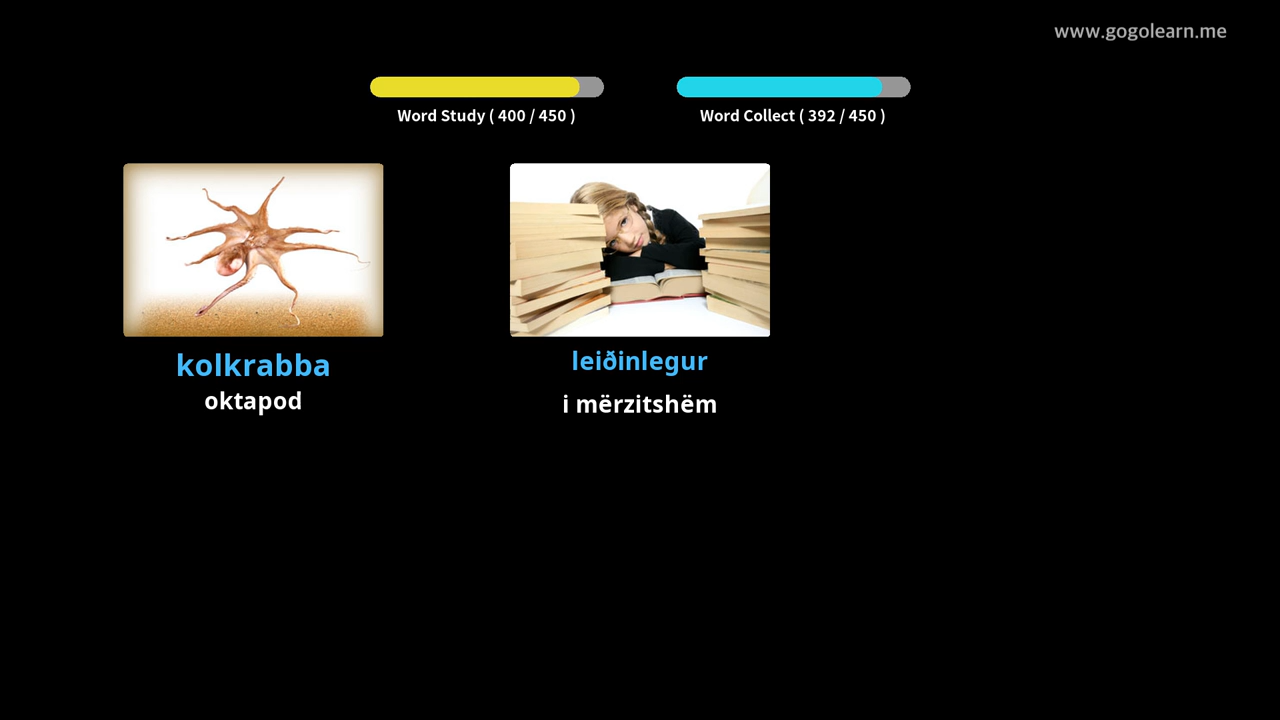 www.gogolearn.me
Word Study ( 400 / 450 )
Word Collect ( 392 / 450 )
kolkrabba
oktapod
leiðinlegur
i mërzitshëm